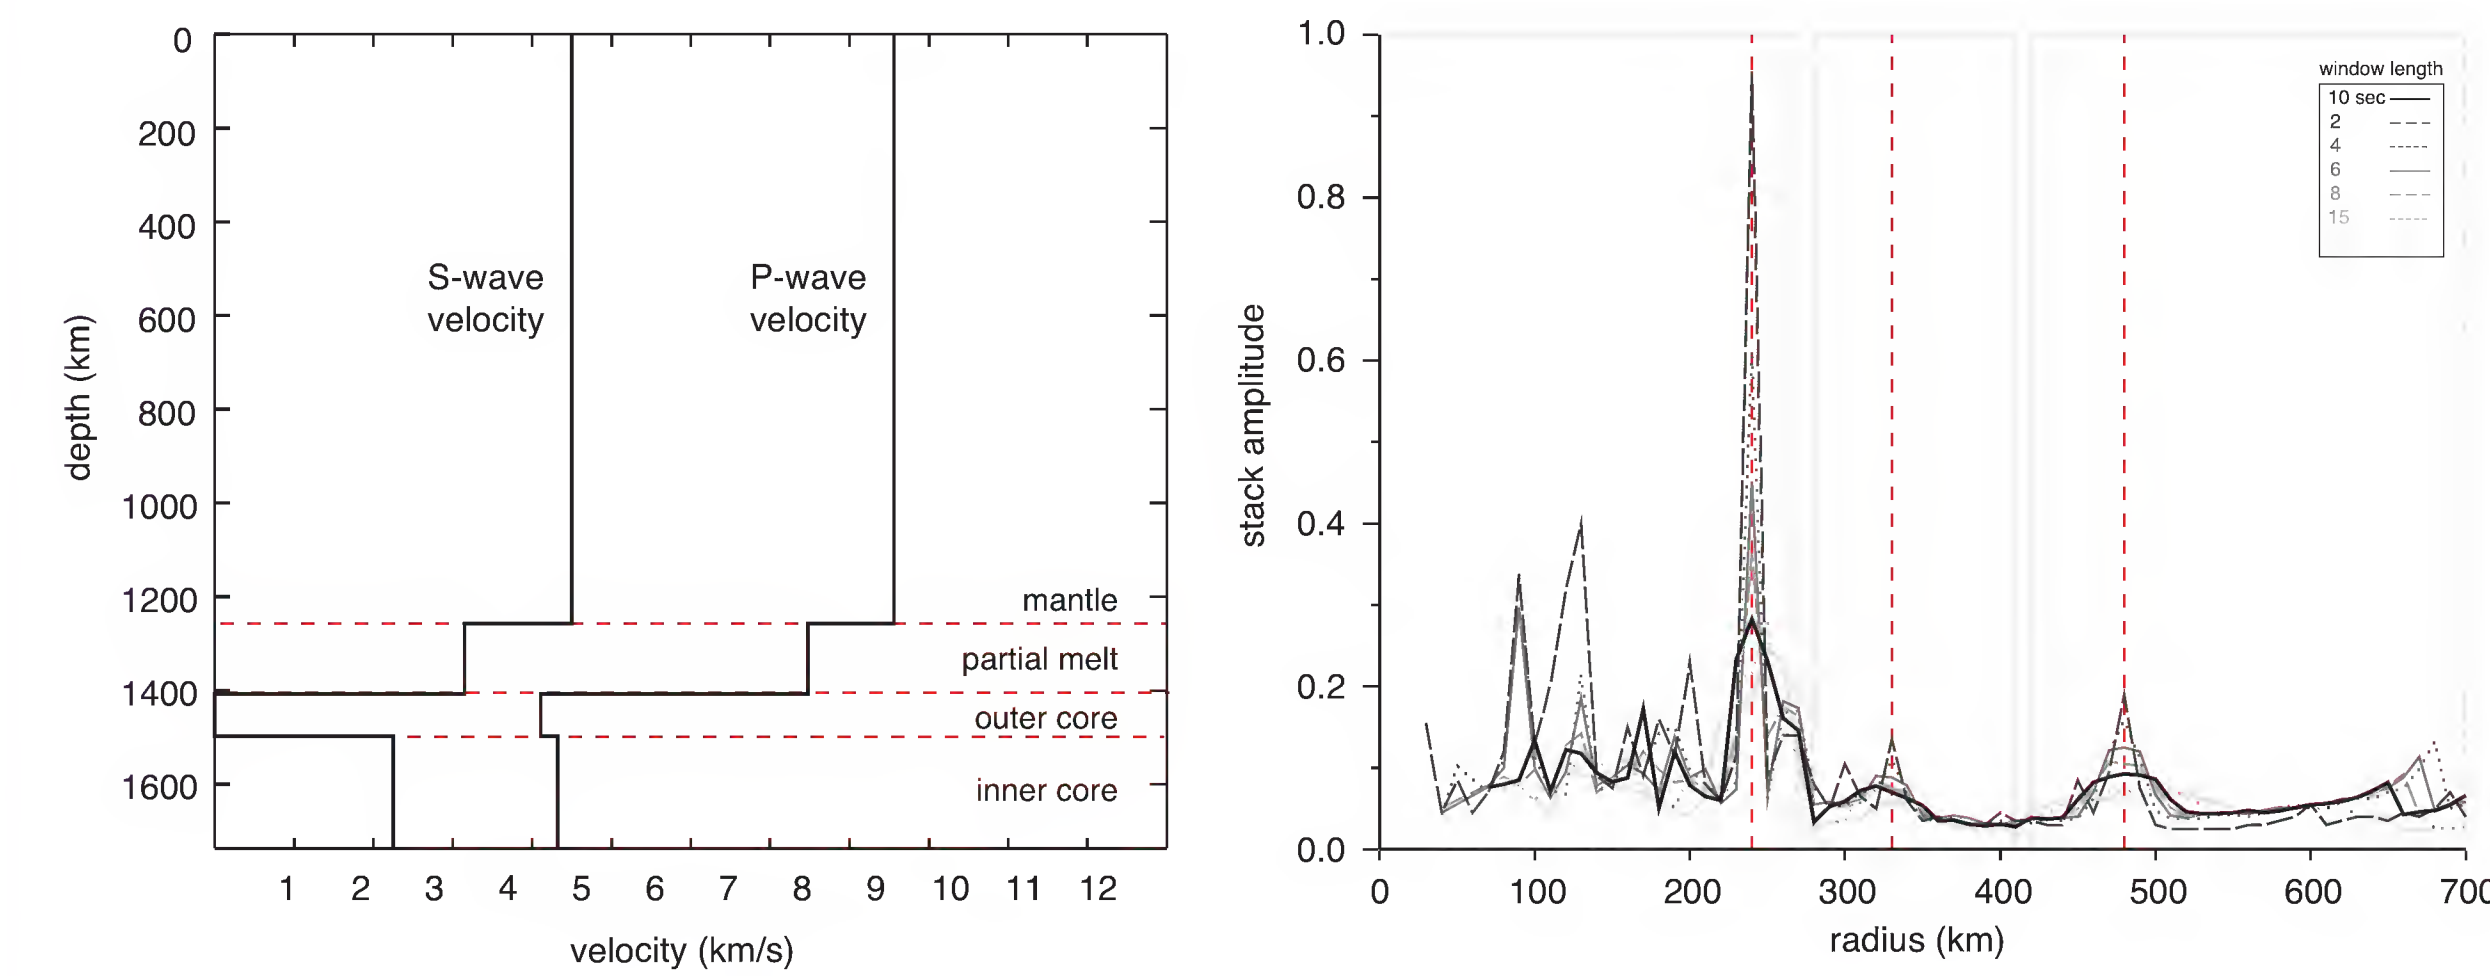 0
200
400
600
800
1000
1200
1400
1600
depth (km)
S-wave
velocity
P-wave
velocity
mantle
partial melt
outer core
inner core
1 2 3 4 5 6 7 8 9 10 11 12
velocity (km/s)
1.0
0.8
0.6
0.4
0.2
0.0
stack amplitude
window length
10 sec
2
4
6
8
15
0 100 200 300 400 500 600 700
radius (km)